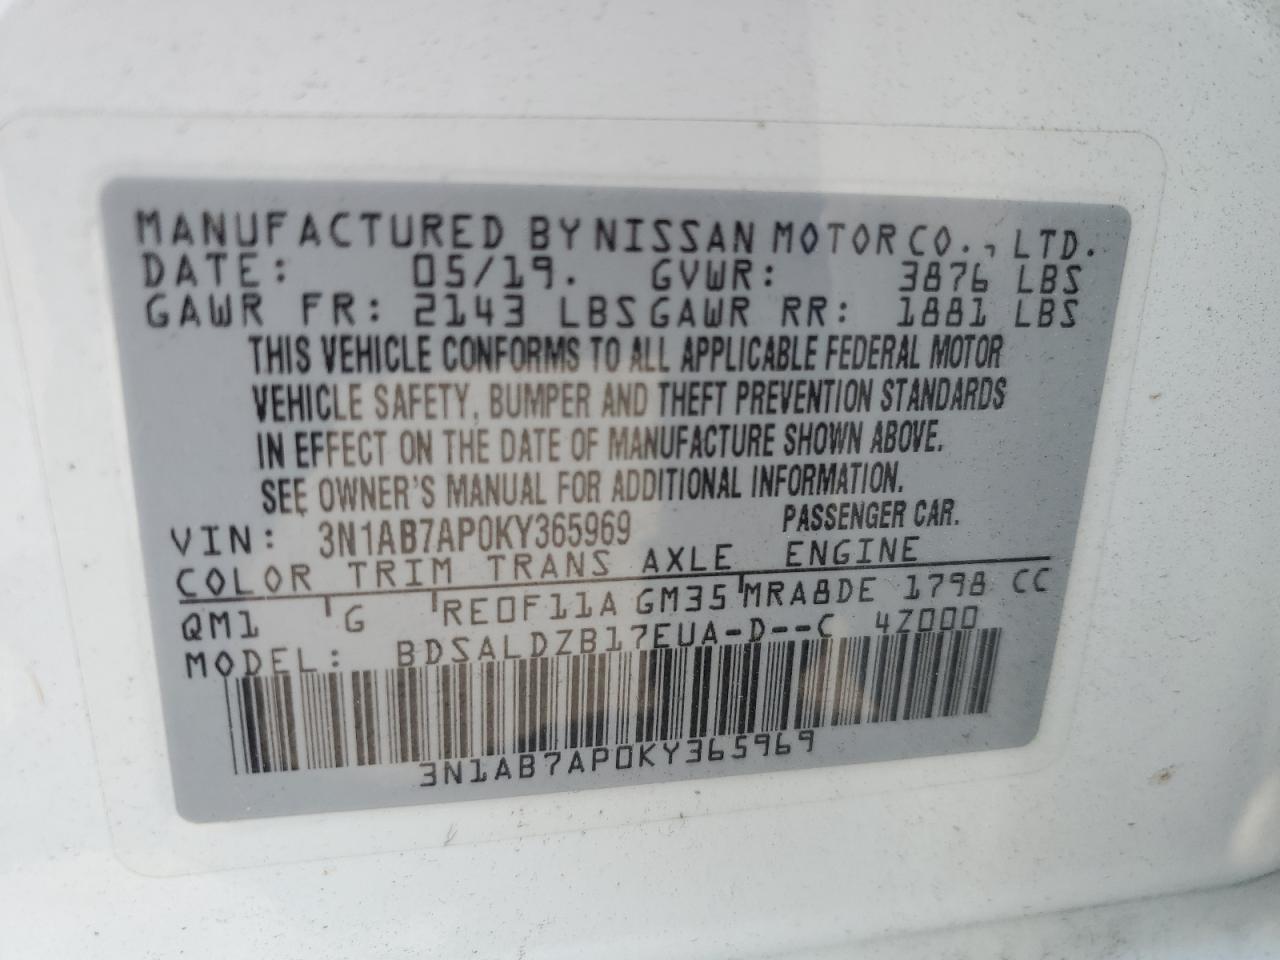 MANUFACTURED BY NISSAN MOTOR CO., LTD.
DATE: 05/19. GVWR: 3876 LBS
GAWR FR: 2143 LBS GAWR RR: 1881 LBS
THIS VEHICLE CONFORMS TO ALL APPLICABLE FEDERAL MOTOR
VEHICLE SAFETY, BUMPER AND THEFT PREVENTION STANDARDS
IN EFFECT ON THE DATE OF MANUFACTURE SHOWN ABOVE.
SEE OWNER'S MANUAL FOR ADDITIONAL INFORMATION.
VIN: 3N1AB7AP0KY365969 PASSENGER CAR.
COLOR TRIM TRANS AXLE ENGINE
QM1 G RE0F11A GM35 MRA8DE 1798 CC
MODEL: BDSALDZB17EUA-D--C 4Z000
3N1AB7AP0KY365969